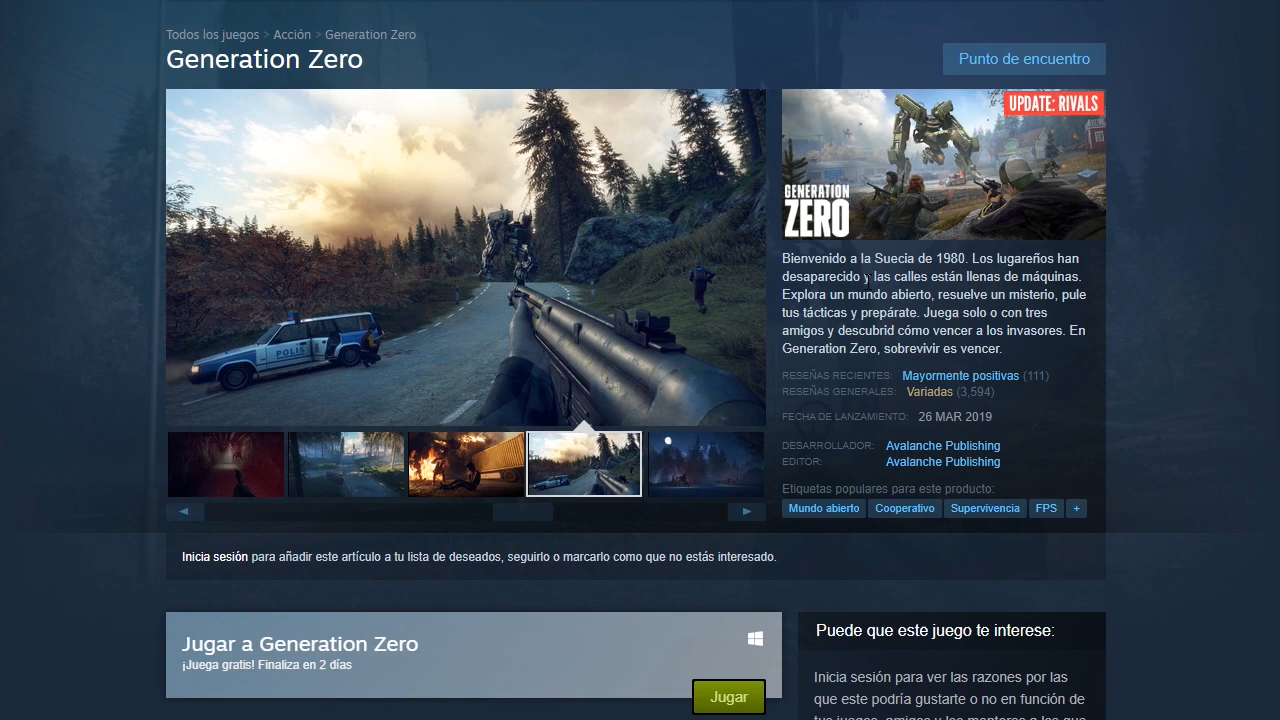 Todos los juegos > Acción > Generation Zero
Generation Zero
Punto de encuentro
POLIS
UPDATE: RIVALS
GENERATION
ZERO
Bienvenido a la Suecia de 1980. Los lugareños han
desaparecido y las calles están llenas de máquinas.
Explora un mundo abierto, resuelve un misterio, pule
tus tácticas y prepárate. Juega solo o con tres
amigos y descubrid cómo vencer a los invasores. En
Generation Zero, sobrevivir es vencer.
RESEÑAS RECIENTES: Mayormente positivas (111)
RESEÑAS GENERALES: Variadas (3,594)
FECHA DE LANZAMIENTO: 26 MAR 2019
DESARROLLADOR: Avalanche Publishing
EDITOR: Avalanche Publishing
Etiquetas populares para este producto:
Mundo abierto Cooperativo Supervivencia FPS +
Inicia sesión para añadir este artículo a tu lista de deseados, seguirlo o marcarlo como que no estás interesado.
Jugar a Generation Zero
¡Juega gratis! Finaliza en 2 días
Jugar
Puede que este juego te interese:
Inicia sesión para ver las razones por las
que este podría gustarte o no en función de
tus juegos, amigos y los mentores a los que